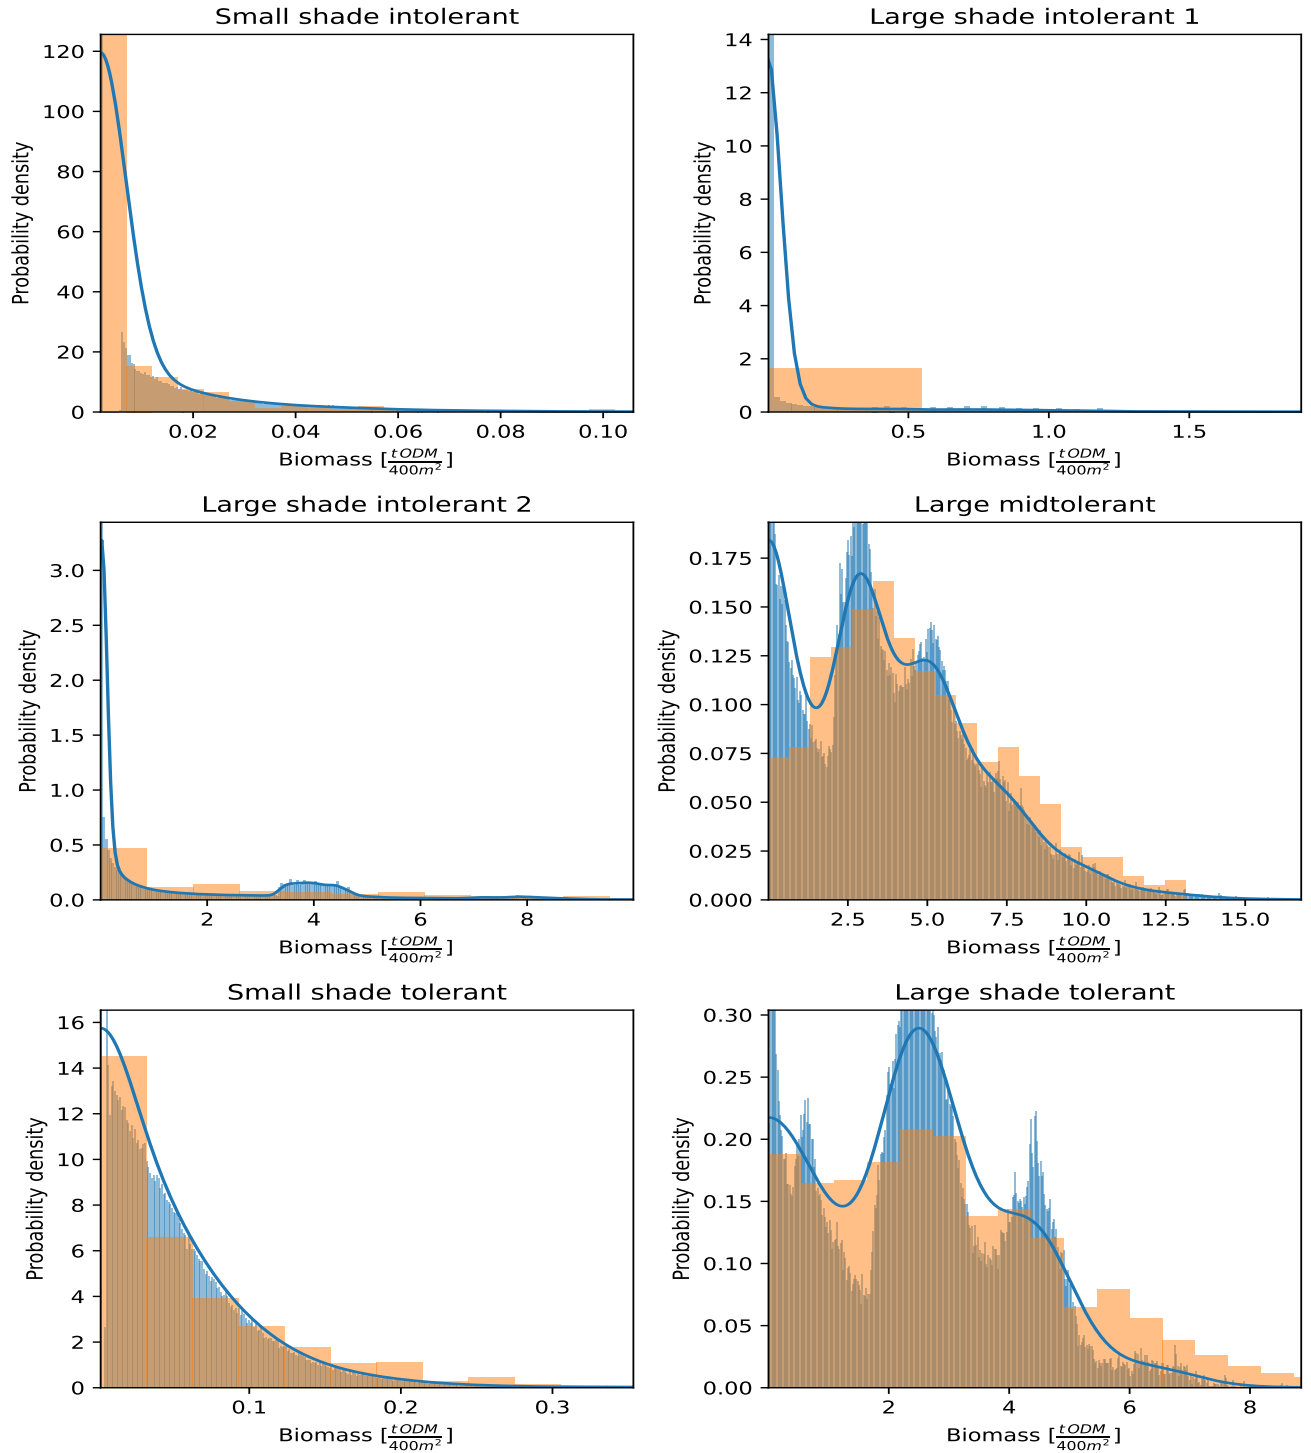 Small shade intolerant
Probability density
120
100
80
60
40
20
0
0.02 0.04 0.06 0.08 0.10
Biomass [tODM/400m²]
Large shade intolerant 1
Probability density
14
12
10
8
6
4
2
0
0.5 1.0 1.5
Biomass [tODM/400m²]
Large shade intolerant 2
Probability density
3.0
2.5
2.0
1.5
1.0
0.5
0.0
2 4 6 8
Biomass [tODM/400m²]
Large midtolerant
Probability density
0.175
0.150
0.125
0.100
0.075
0.050
0.025
0.000
2.5 5.0 7.5 10.0 12.5 15.0
Biomass [tODM/400m²]
Small shade tolerant
Probability density
16
14
12
10
8
6
4
2
0
0.1 0.2 0.3
Biomass [tODM/400m²]
Large shade tolerant
Probability density
0.30
0.25
0.20
0.15
0.10
0.05
0.00
2 4 6 8
Biomass [tODM/400m²]